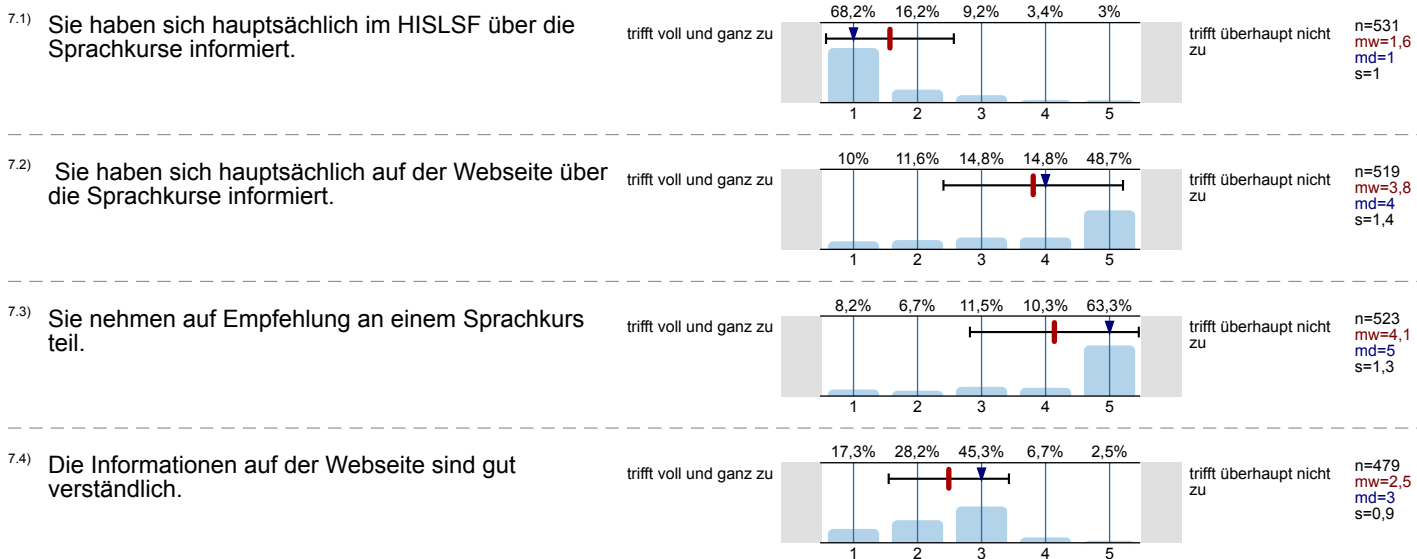 7.1) Sie haben sich hauptsächlich im HISLSF über die
Sprachkurse informiert.
trifft voll und ganz zu
68,2% 16,2% 9,2% 3,4% 3%
1 2 3 4 5
trifft überhaupt nicht
zu
n=531
mw=1,6
md=1
s=1
7.2) Sie haben sich hauptsächlich auf der Webseite über
die Sprachkurse informiert.
trifft voll und ganz zu
10% 11,6% 14,8% 14,8% 48,7%
1 2 3 4 5
trifft überhaupt nicht
zu
n=519
mw=3,8
md=4
s=1,4
7.3) Sie nehmen auf Empfehlung an einem Sprachkurs
teil.
trifft voll und ganz zu
8,2% 6,7% 11,5% 10,3% 63,3%
1 2 3 4 5
trifft überhaupt nicht
zu
n=523
mw=4,1
md=5
s=1,3
7.4) Die Informationen auf der Webseite sind gut
verständlich.
trifft voll und ganz zu
17,3% 28,2% 45,3% 6,7% 2,5%
1 2 3 4 5
trifft überhaupt nicht
zu
n=479
mw=2,5
md=3
s=0,9